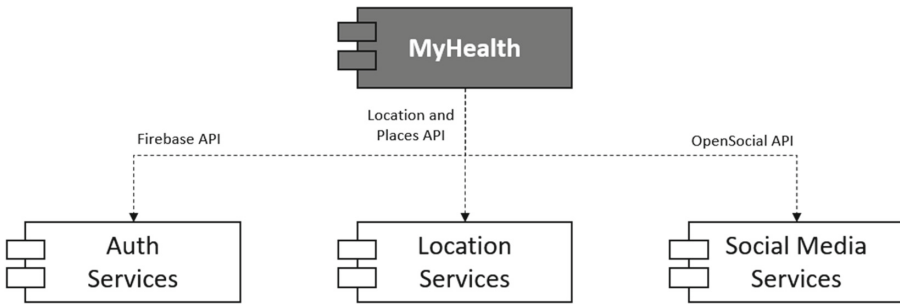 MyHealth
Location and
Places API
Firebase API
OpenSocial API
Auth
Services
Location
Services
Social Media
Services